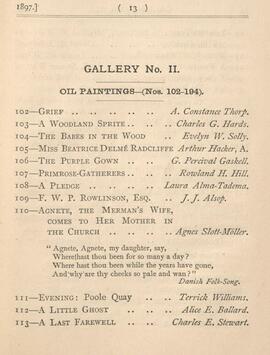 1897.] ( 13 )
GALLERY No. II.
OIL PAINTINGS—(Nos. 102-194).
102—GRIEF .. .. .. .. A. Constance Thorp.
103—A WOODLAND SPRITE .. .. .. Charles G. Hards.
104—THE BABES IN THE WOOD .. Evelyn W. Solly.
105—MISS BEATRICE DELMÉ RADCLIFFE Arthur Hacker, A.
106—THE PURPLE GOWN .. .. G. Percival Gaskell.
107—PRIMROSE-GATHERERS .. .. Rowland H. Hill.
108—A PLEDGE .. .. .. Laura Alma-Tadema.
109—F. W. P. ROWLINSON, ESQ. .. J. J. Alsop.
110—AGNETE, THE MERMAN'S WIFE,
COMES TO HER MOTHER IN
THE CHURCH .. .. .. Agnes Slott-Möller.
"Agnete, Agnete, my daughter, say,
Where hast thou been for so many a day?
Where hast thou been while the years have gone,
And why are thy cheeks so pale and wan?"
Danish Folk-Song.
111—EVENING: POOLE QUAY .. Terrick Williams.
112—A LITTLE GHOST .. .. Alice E. Ballard.
113—A LAST FAREWELL .. .. Charles E. Stewart.